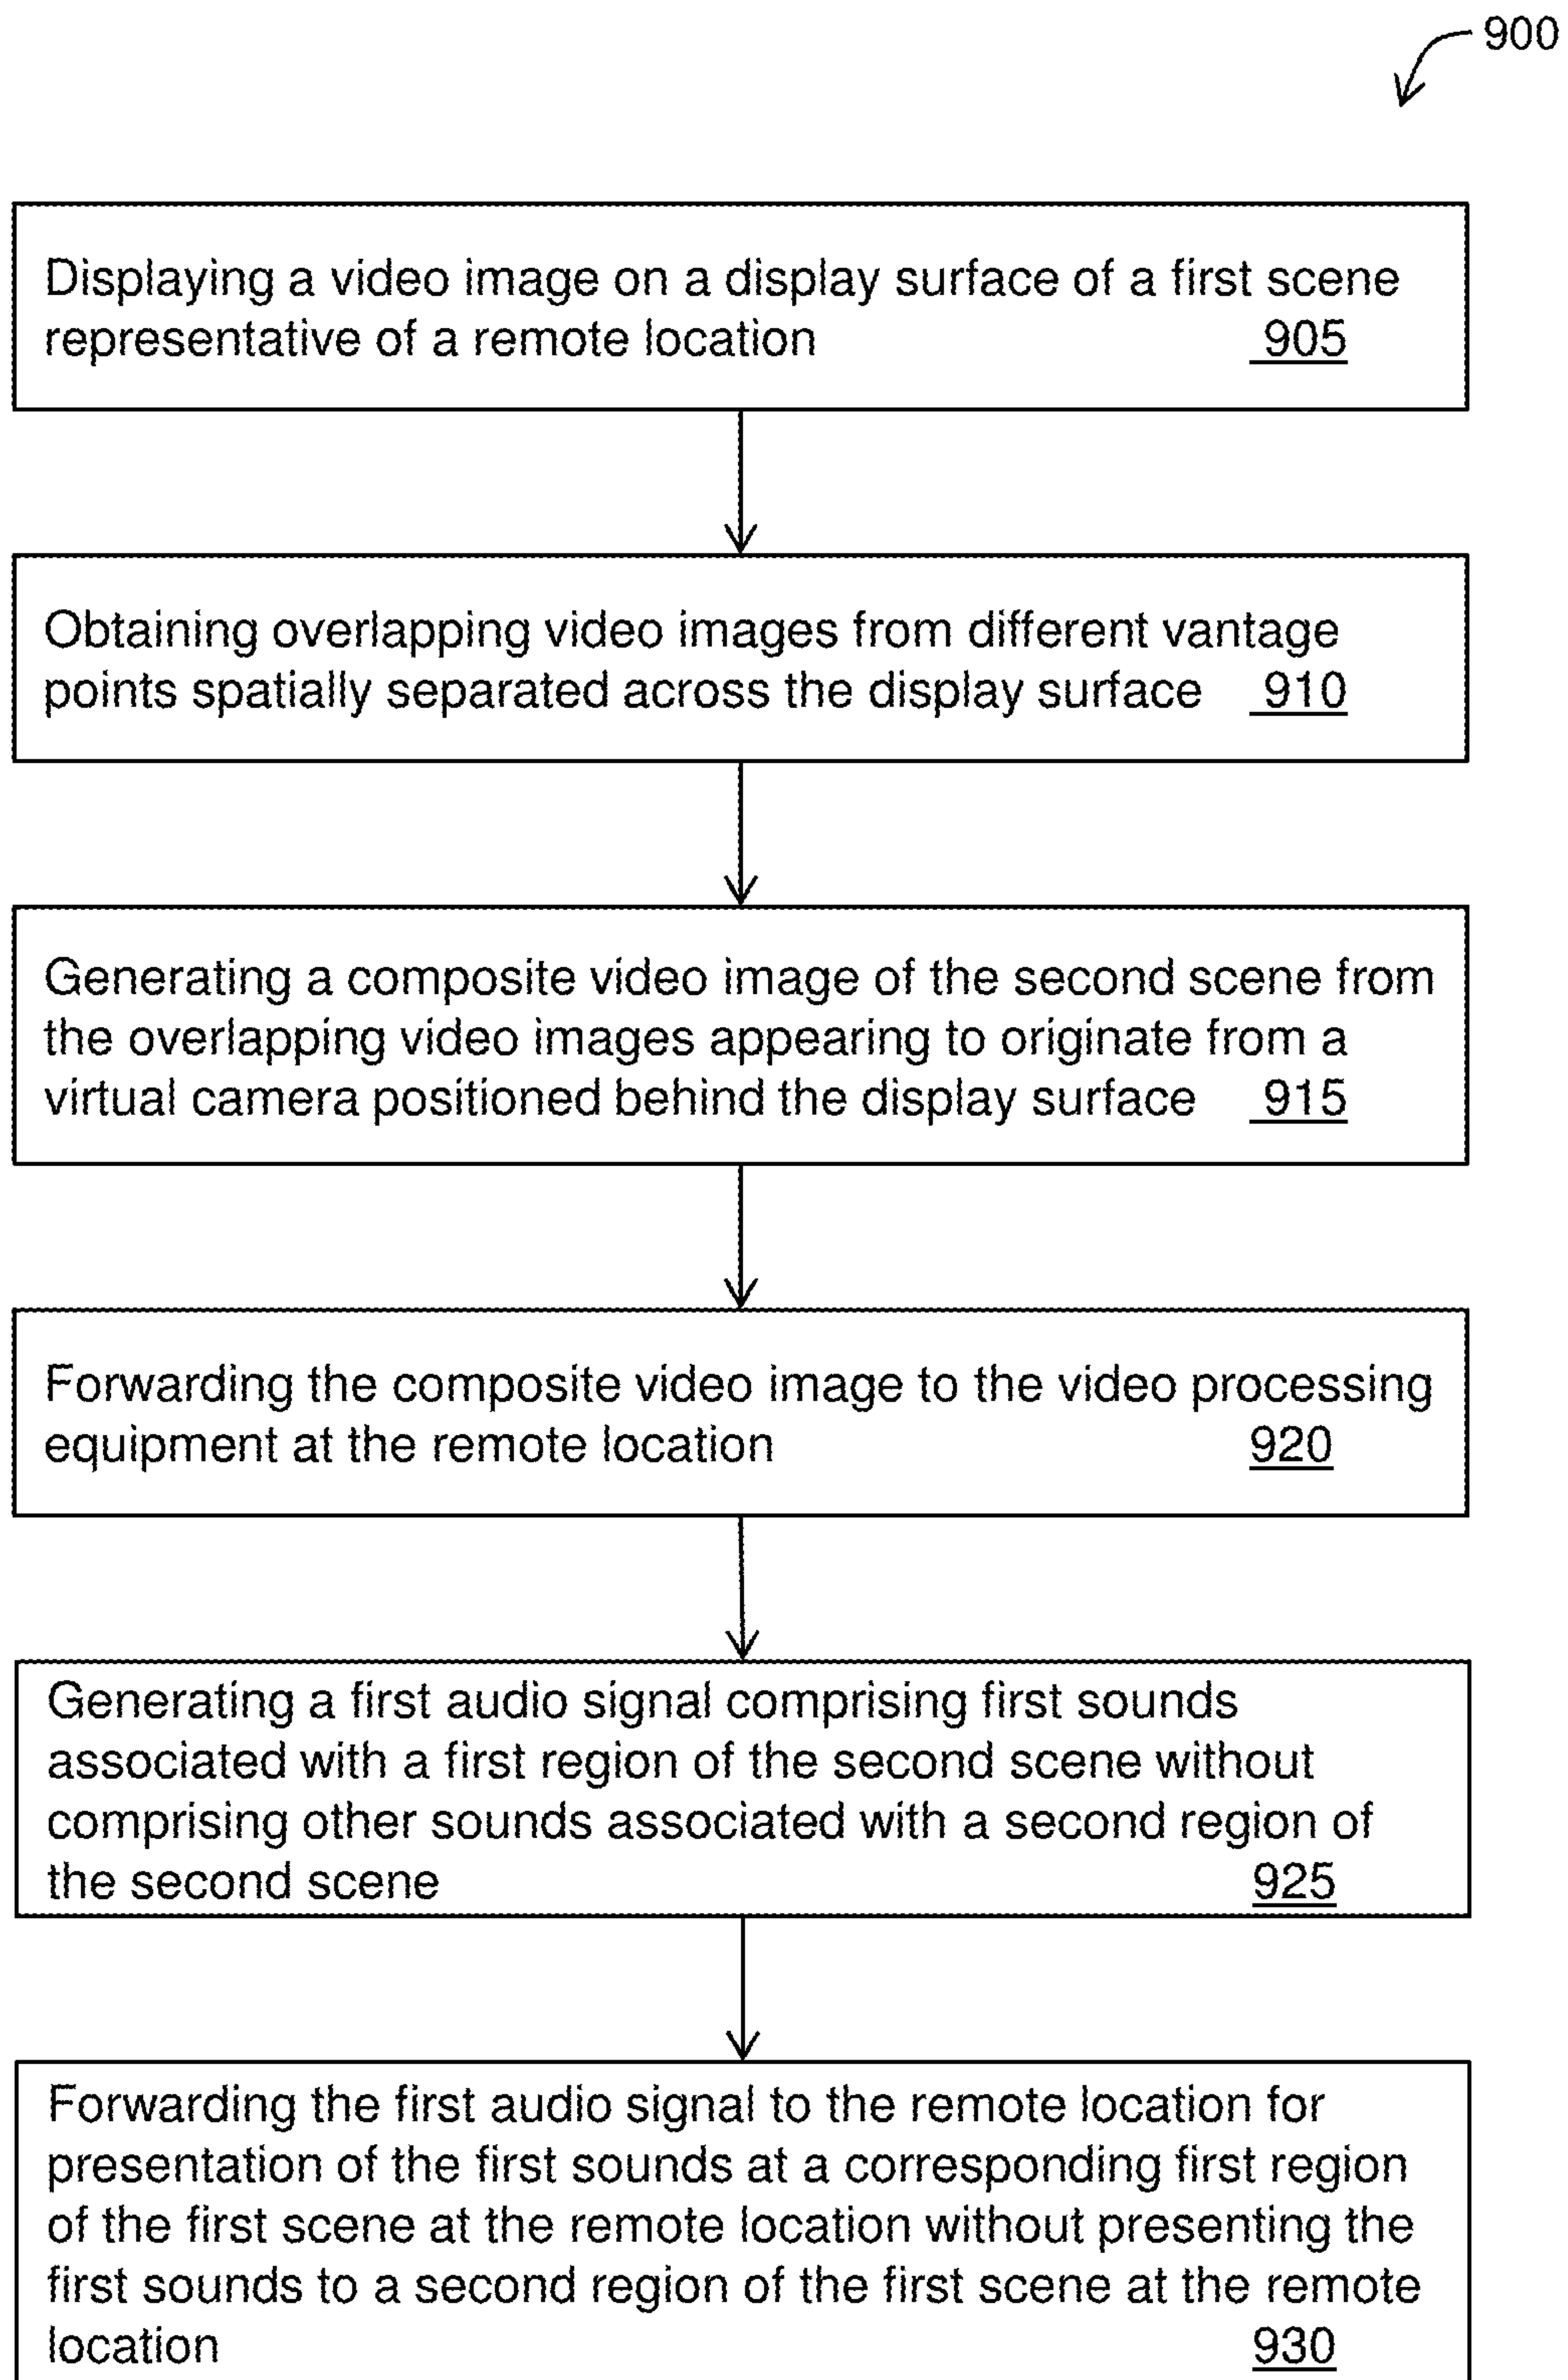 900
Displaying a video image on a display surface of a first scene
representative of a remote location 905
Obtaining overlapping video images from different vantage
points spatially separated across the display surface 910
Generating a composite video image of the second scene from
the overlapping video images appearing to originate from a
virtual camera positioned behind the display surface 915
Forwarding the composite video image to the video processing
equipment at the remote location 920
Generating a first audio signal comprising first sounds
associated with a first region of the second scene without
comprising other sounds associated with a second region of
the second scene 925
Forwarding the first audio signal to the remote location for
presentation of the first sounds at a corresponding first region
of the first scene at the remote location without presenting the
first sounds to a second region of the first scene at the remote
location 930